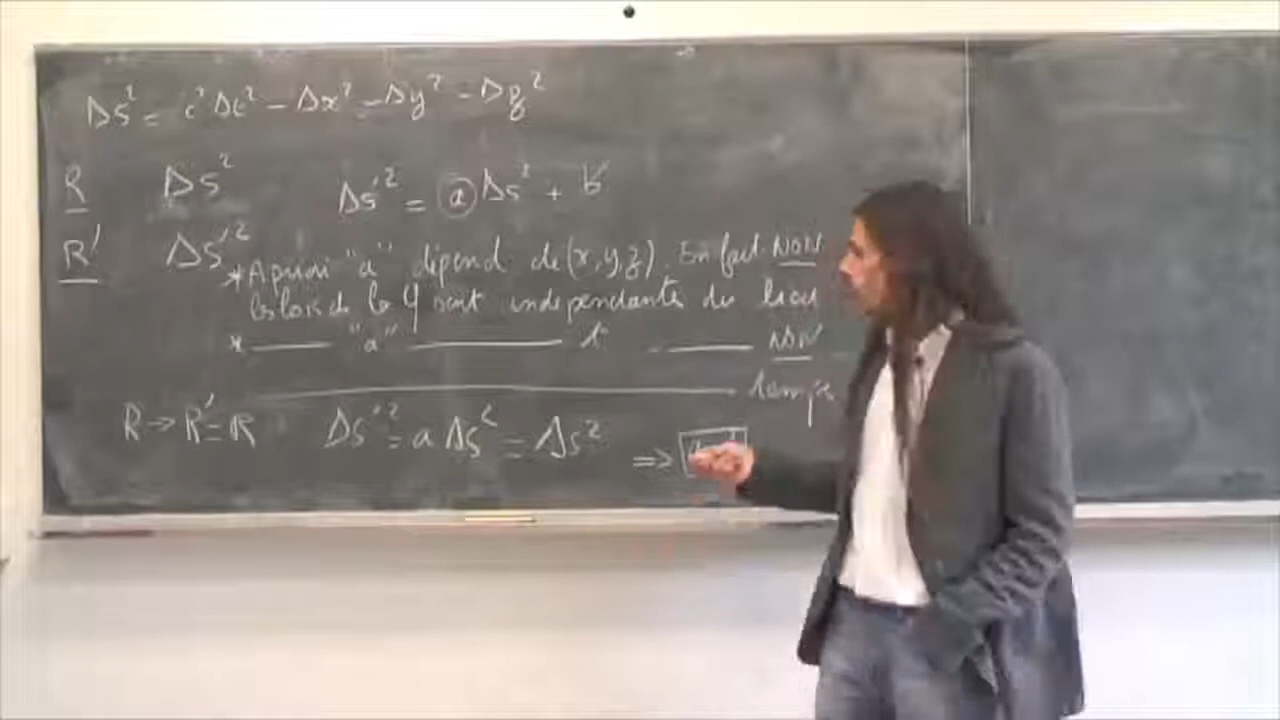 Δs² = c²Δt² - Δx² - Δy² - Δz²
R Δs² Δs'² = a Δs² + b
R' Δs'²
* A priori "a" dépend de (x, y, z). En fait NON
les lois de la φ sont indépendantes du lieu
* ——— "a" ——— t ——— NON
——— temps
R → R' = R Δs'² = a Δs² = Δs² ⇒